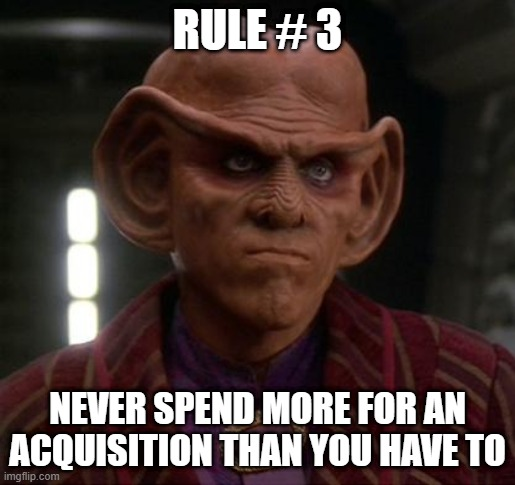 RULE # 3
NEVER SPEND MORE FOR AN
ACQUISITION THAN YOU HAVE TO
imgflip.com